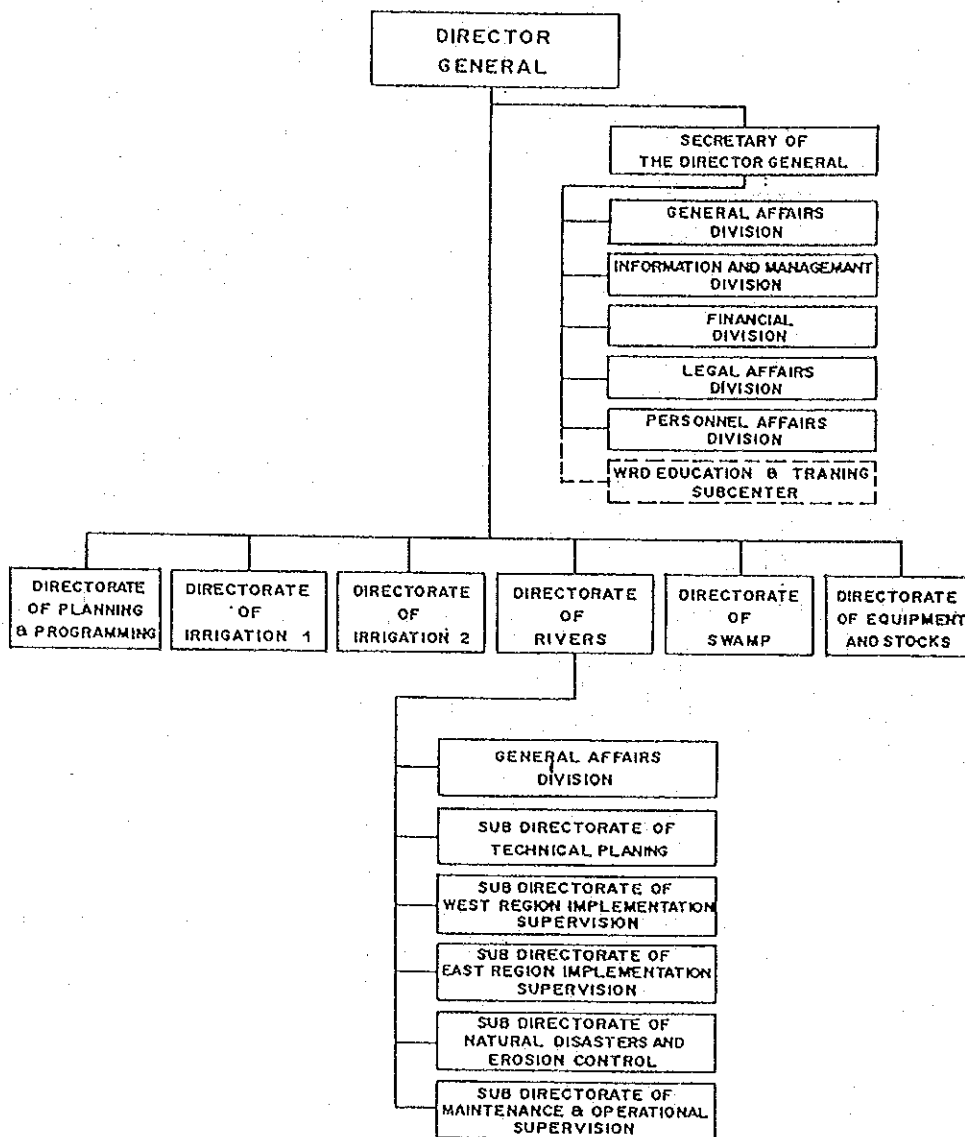 DIRECTOR
GENERAL
SECRETARY OF
THE DIRECTOR GENERAL
GENERAL AFFAIRS
DIVISION
INFORMATION AND MANAGEMANT
DIVISION
FINANCIAL
DIVISION
LEGAL AFFAIRS
DIVISION
PERSONNEL AFFAIRS
DIVISION
WRD EDUCATION & TRANING
SUBCENTER
DIRECTORATE
OF PLANNING
& PROGRAMMING
DIRECTORATE
OF
IRRIGATION 1
DIRECTORATE
OF
IRRIGATION 2
DIRECTORATE
OF
RIVERS
DIRECTORATE
OF
SWAMP
DIRECTORATE
OF EQUIPMENT
AND STOCKS
GENERAL AFFAIRS
DIVISION
SUB DIRECTORATE OF
TECHNICAL PLANING
SUB DIRECTORATE OF
WEST REGION IMPLEMENTATION
SUPERVISION
SUB DIRECTORATE OF
EAST REGION IMPLEMENTATION
SUPERVISION
SUB DIRECTORATE OF
NATURAL DISASTERS AND
EROSION CONTROL
SUB DIRECTORATE OF
MAINTENANCE & OPERATIONAL
SUPERVISION